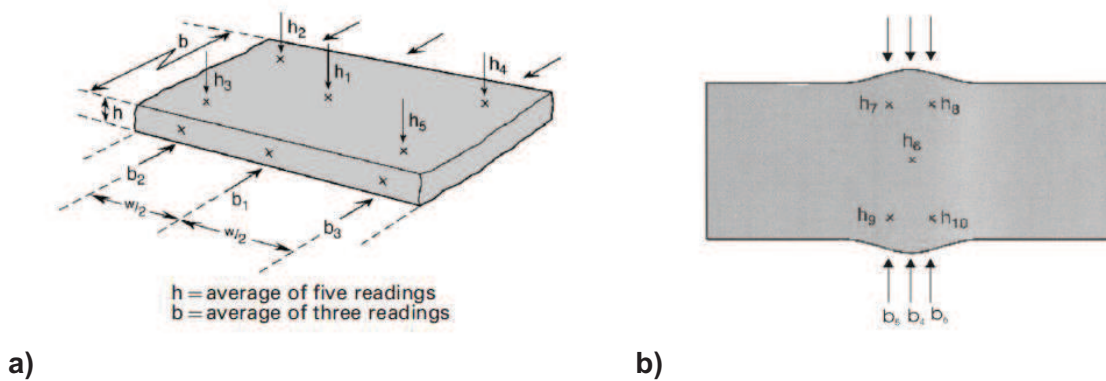 b
h₂
h₁
h₃
h₄
h
h₅
b₂
b₁
b₃
w/2
w/2
h = average of five readings
b = average of three readings
a)
h₇
h₈
h₆
h₉
h₁₀
b₅
b₄
b₆
b)